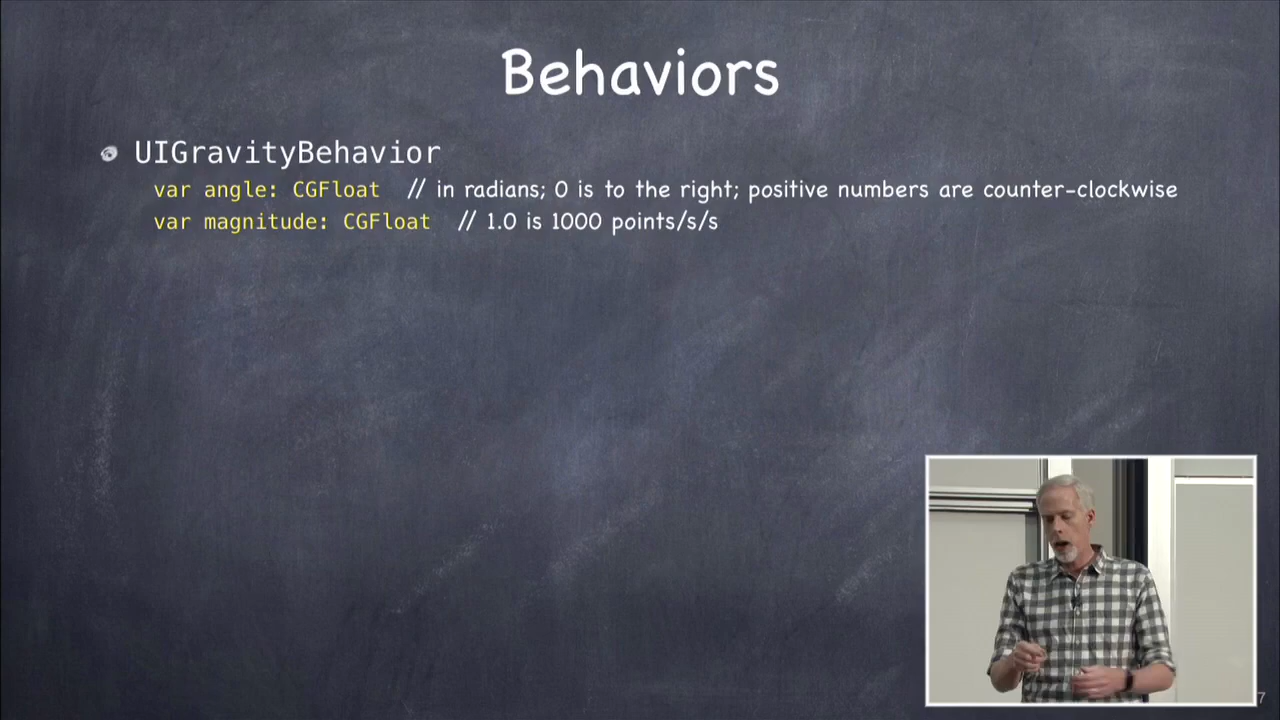 Behaviors
UIGravityBehavior
var angle: CGFloat // in radians; 0 is to the right; positive numbers are counter-clockwise
var magnitude: CGFloat // 1.0 is 1000 points/s/s
7